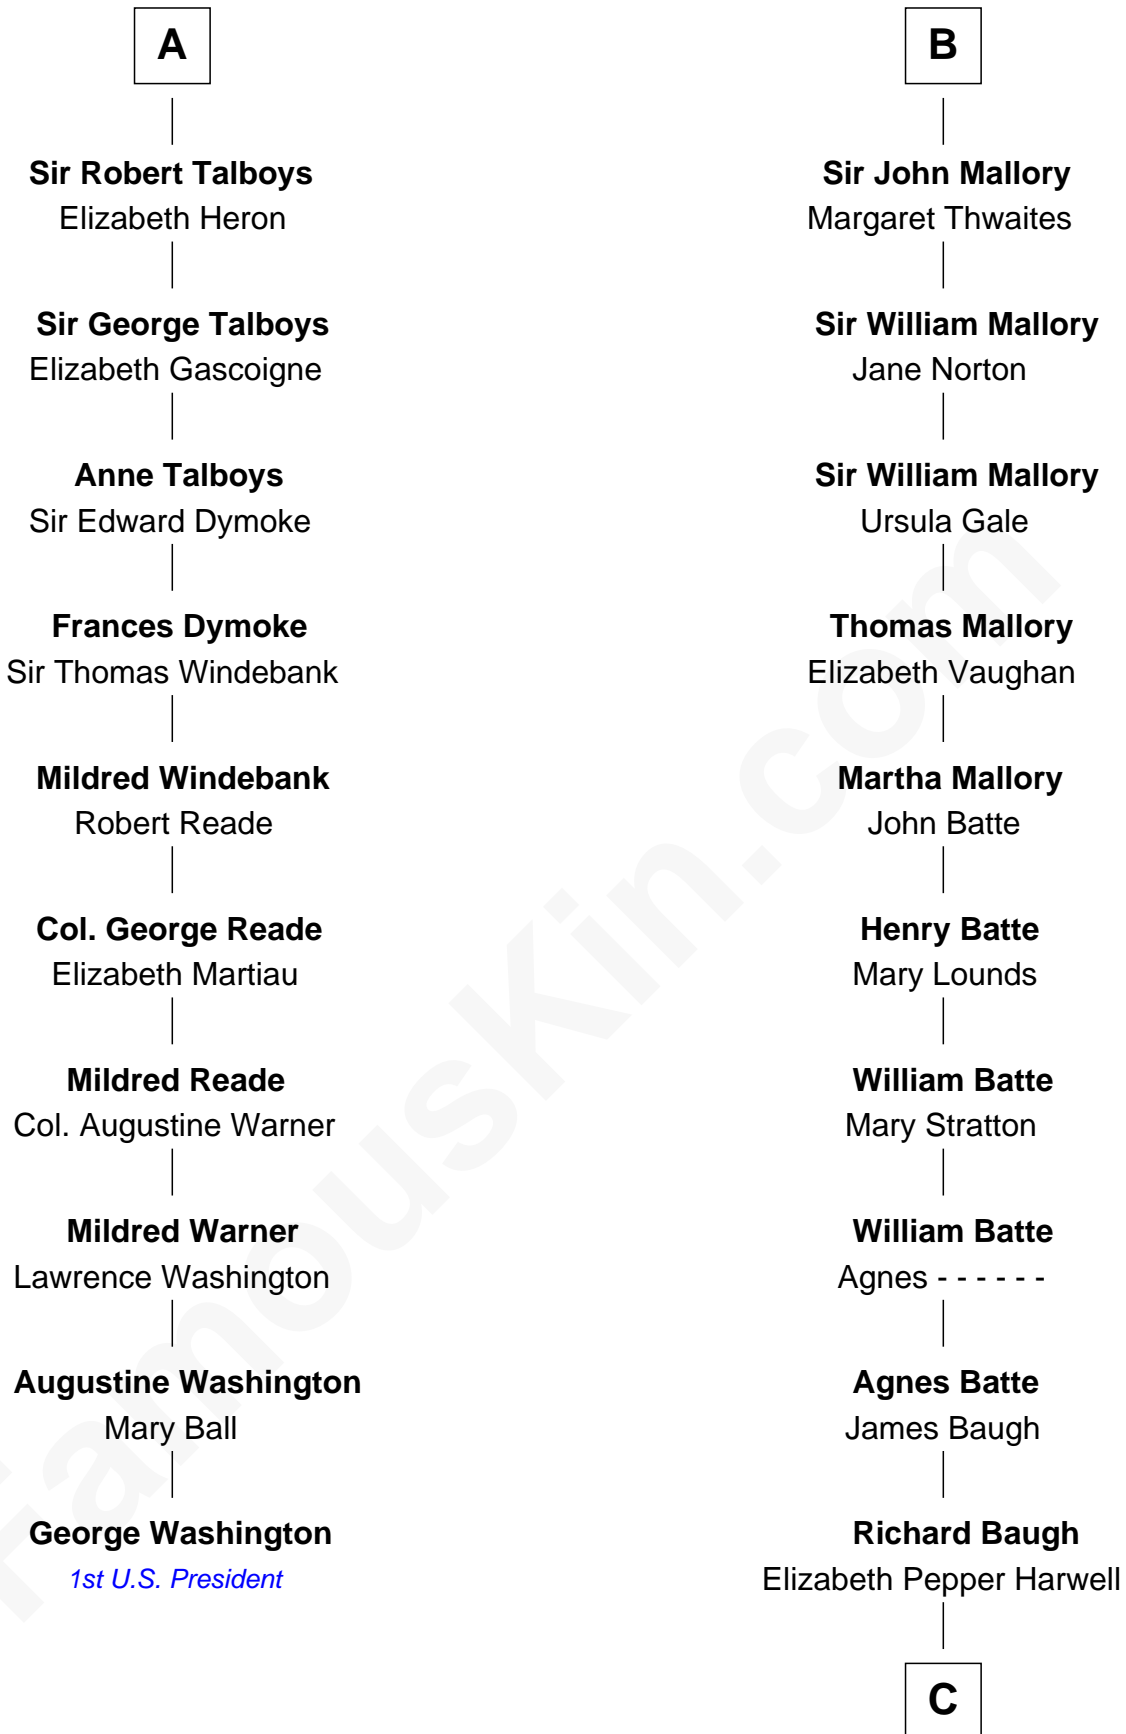 A
Sir Robert Talboys
Elizabeth Heron
Sir George Talboys
Elizabeth Gascoigne
Anne Talboys
Sir Edward Dymoke
Frances Dymoke
Sir Thomas Windebank
Mildred Windebank
Robert Reade
Col. George Reade
Elizabeth Martiau
Mildred Reade
Col. Augustine Warner
Mildred Warner
Lawrence Washington
Augustine Washington
Mary Ball
George Washington
1st U.S. President
B
Sir John Mallory
Margaret Thwaites
Sir William Mallory
Jane Norton
Sir William Mallory
Ursula Gale
Thomas Mallory
Elizabeth Vaughan
Martha Mallory
John Batte
Henry Batte
Mary Lounds
William Batte
Mary Stratton
William Batte
Agnes - - - - - -
Agnes Batte
James Baugh
Richard Baugh
Elizabeth Pepper Harwell
C
FamousKin.com